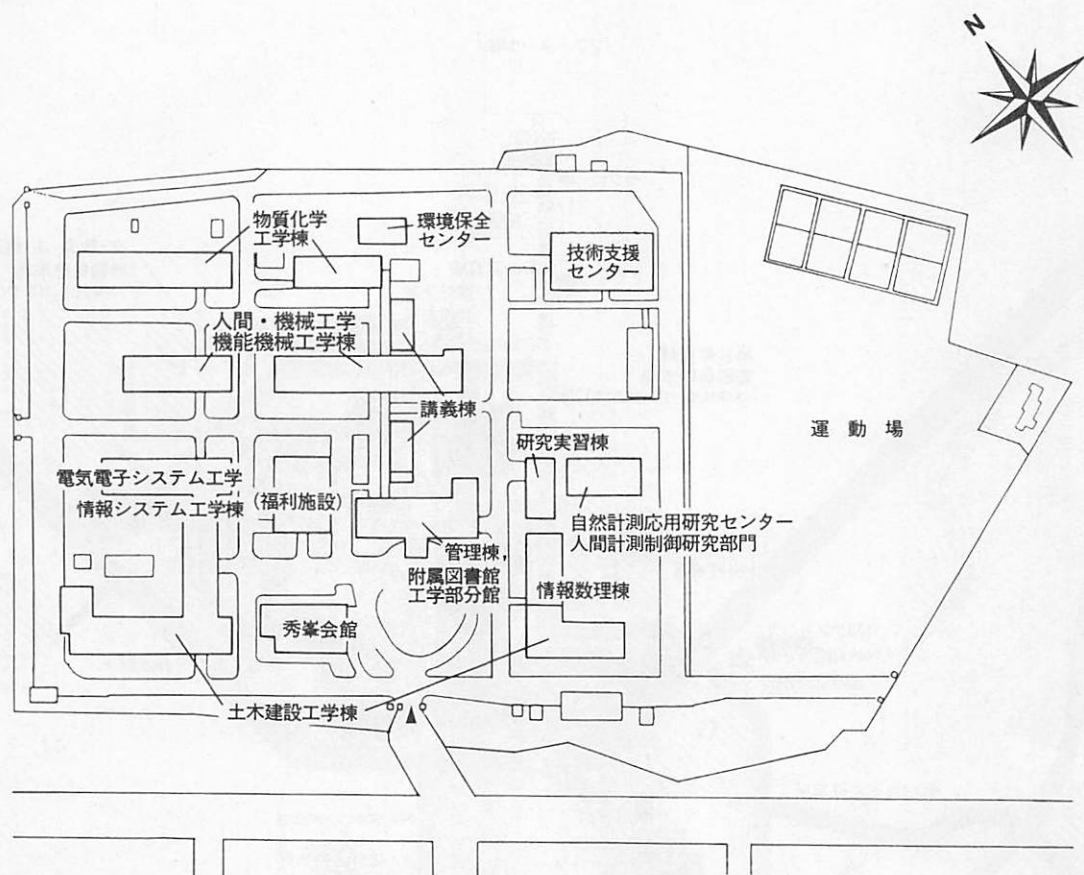 N
物質化学
工学棟
環境保全
センター
技術支援
センター
人間・機械工学
機能機械工学棟
講義棟
運動場
研究実習棟
電気電子システム工学
情報システム工学棟
(福利施設)
自然計測応用研究センター
人間計測制御研究部門
管理棟,
附属図書館
工学部分館
情報数理棟
秀峯会館
土木建設工学棟